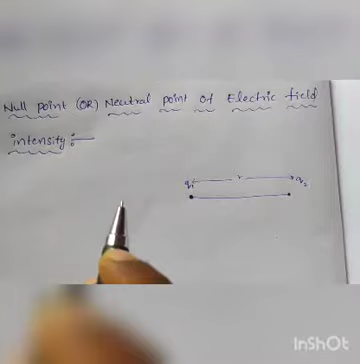 Null point (OR) Neutral point of Electric field
intensity :-
q₁ r q₂
InShOt